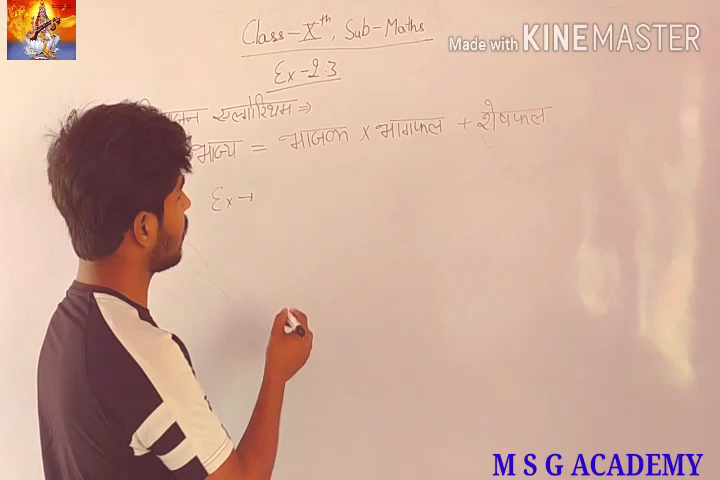 Class-Xᵗʰ, Sub-Maths
Made with KINEMASTER
Ex-2.3
एल्गोरिथम ⇒
भाज्य = भाजक × भागफल + शेषफल
Ex →
M S G ACADEMY